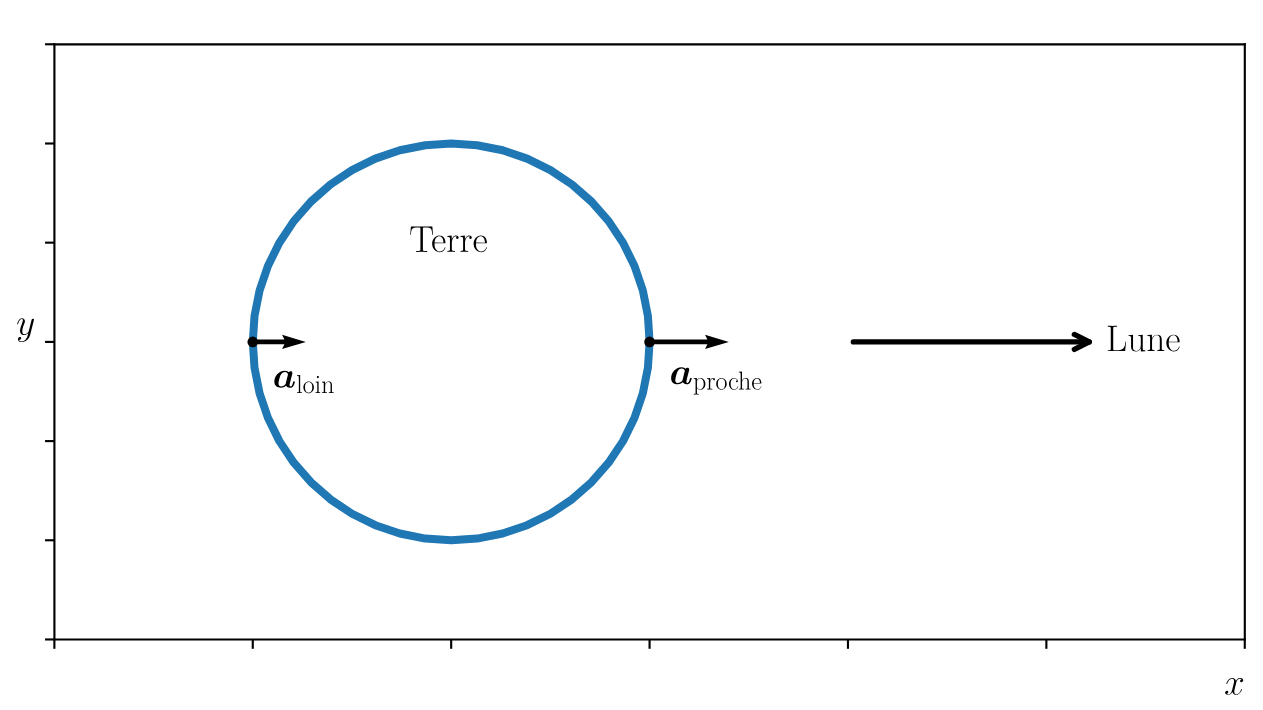 Terre
y
Lune
a_loin
a_proche
x